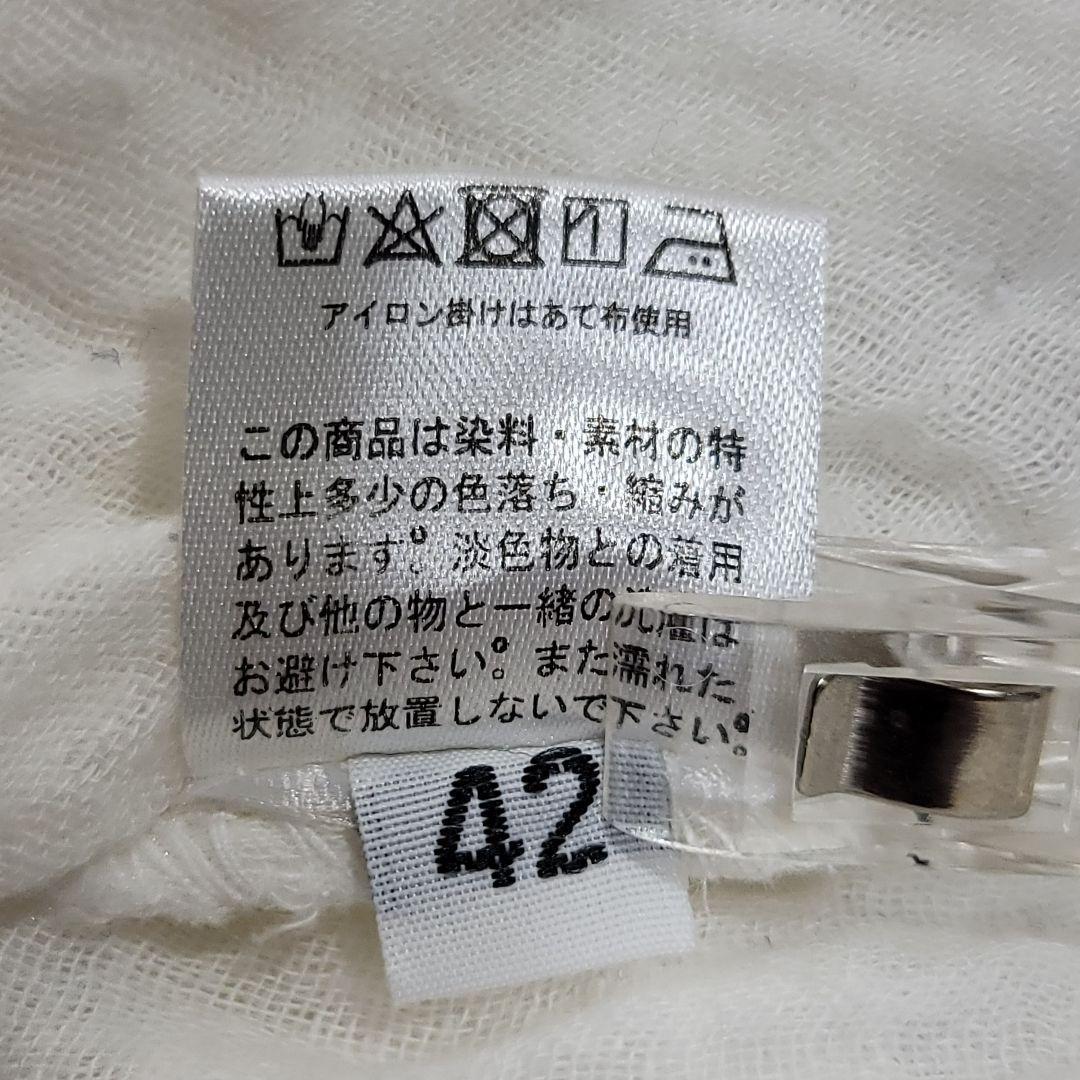 アイロン掛けはあて布使用
この商品は染料・素材の特
性上多少の色落ち・縮みが
あります。淡色物との着用
及び他の物と一緒の洗濯は
お避け下さい。また濡れた
状態で放置しないで下さい。
42